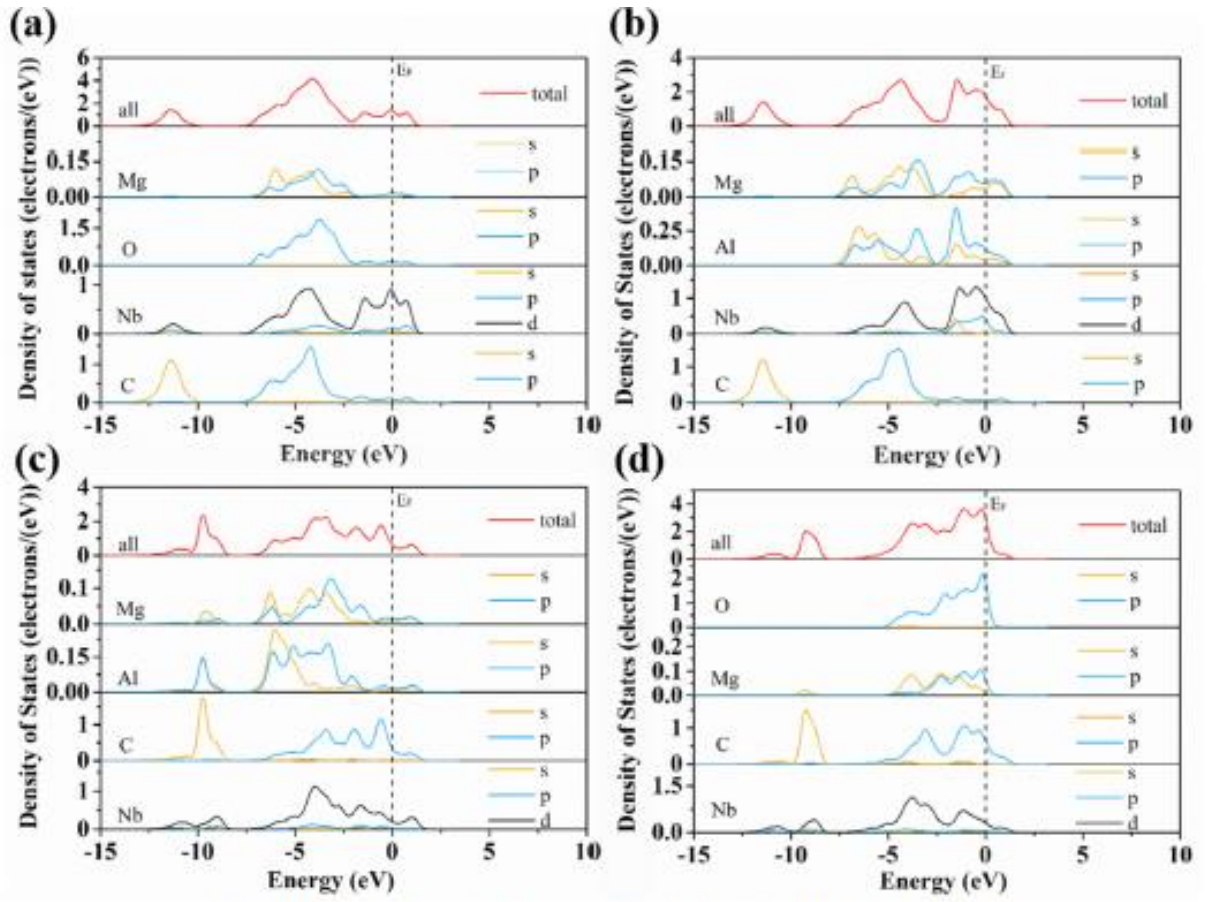 (a)
Density of states (electrons/(eV))
6
4
2
0
all
E_F
total
0.15
0.00
Mg
s
p
1.5
0.0
O
s
p
1
0
Nb
s
p
d
1
0
C
s
p
-15 -10 -5 0 5 10
Energy (eV)
(b)
Density of States (electrons/(eV))
4
2
0
all
total
0.15
0.00
Mg
s
p
0.25
0.00
Al
s
p
1
0
Nb
s
p
d
1
0
C
s
p
-15 -10 -5 0 5 10
Energy (eV)
(c)
Density of States (electrons/(eV))
4
2
0
all
E_F
total
0.1
0.0
Mg
s
p
0.15
0.00
Al
s
p
1
0
C
s
p
1
0
Nb
s
p
d
-15 -10 -5 0 5 10
Energy (eV)
(d)
Density of States (electrons/(eV))
4
2
0
all
E_F
total
2
1
0
O
s
p
0.2
0.1
0.0
Mg
s
p
1
0
C
s
p
1.5
0.0
Nb
s
p
d
-15 -10 -5 0 5 10
Energy (eV)